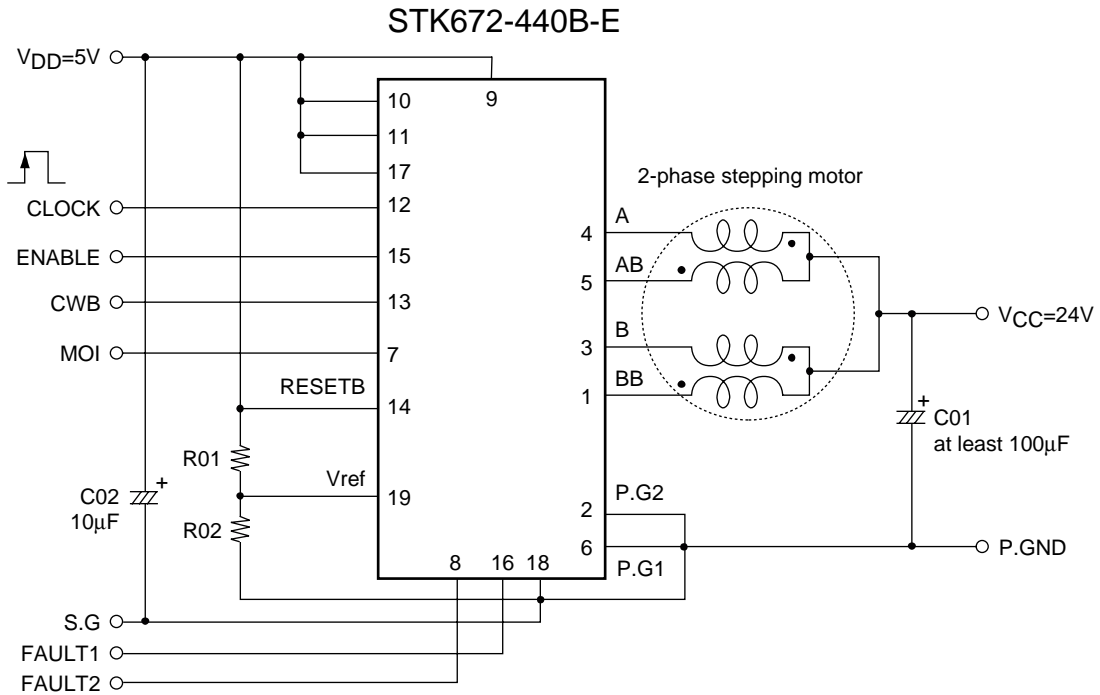 STK672-440B-E
VDD=5V
9
10
11
17
2-phase stepping motor
CLOCK
12
A
4
ENABLE
15
AB
5
CWB
13
VCC=24V
B
3
MOI
7
BB
1
RESETB
14
C01
at least 100μF
+
R01
Vref
19
C02
10μF
+
R02
P.G2
2
6
P.G1
P.GND
8
16
18
S.G
FAULT1
FAULT2